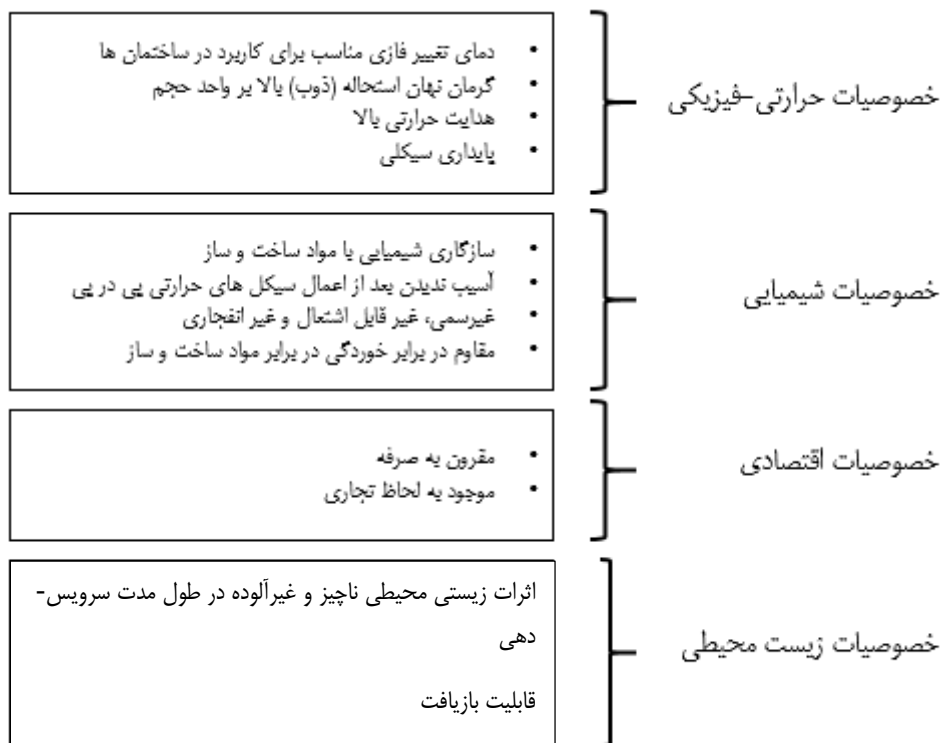 خصوصیات حرارتی-فیزیکی
• دمای تغییر فازی مناسب برای کاربرد در ساختمان ها
• گرمان نهان استحاله (ذوب) بالا بر واحد حجم
• هدایت حرارتی بالا
• پایداری سیکلی
خصوصیات شیمیایی
• سازگاری شیمیایی با مواد ساخت و ساز
• آسیب ندیدن بعد از اعمال سیکل های حرارتی پی در پی
• غیرسمی، غیر قابل اشتعال و غیر انفجاری
• مقاوم در برابر خوردگی در برابر مواد ساخت و ساز
خصوصیات اقتصادی
• مقرون به صرفه
• موجود به لحاظ تجاری
خصوصیات زیست محیطی
اثرات زیستی محیطی ناچیز و غیرآلوده در طول مدت سرویس-
دهی
قابلیت بازیافت